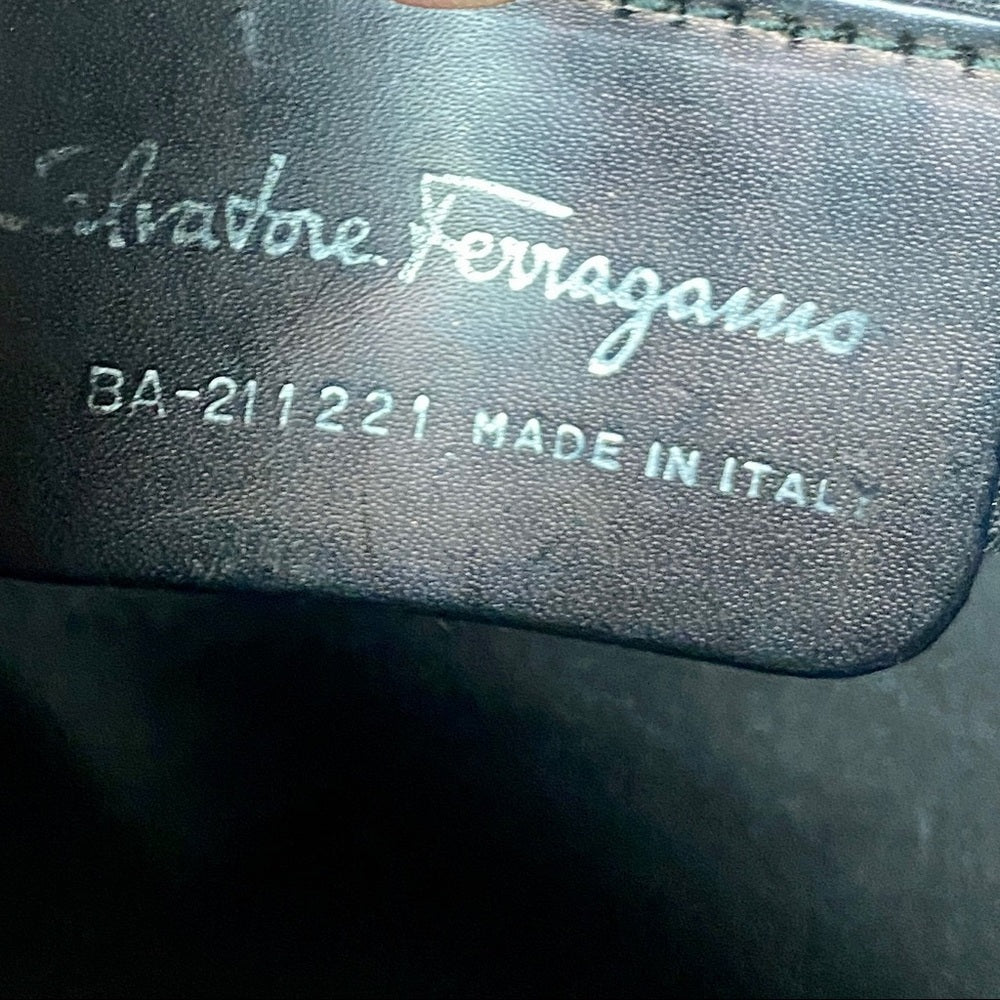 Salvatore Ferragamo
BA-211221 MADE IN ITALY